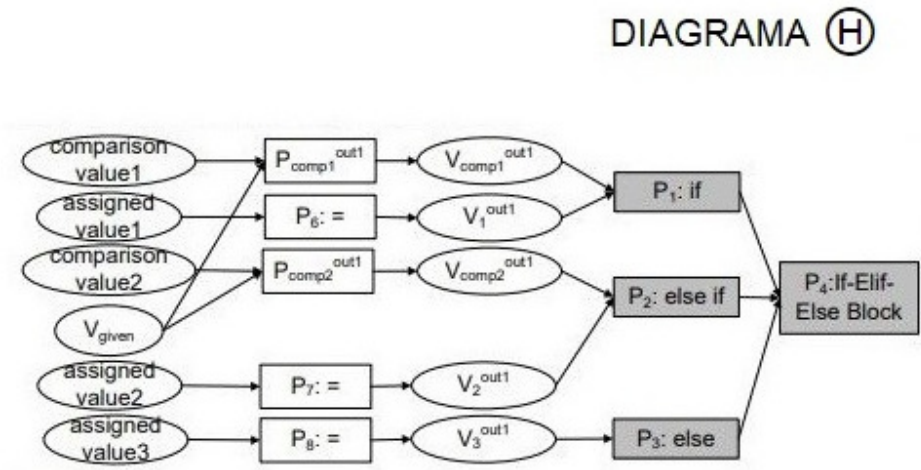 DIAGRAMA H
comparison
value1
P_comp1^out1
V_comp1^out1
P₁: if
assigned
value1
P₆: =
V₁^out1
comparison
value2
P_comp2^out1
V_comp2^out1
P₂: else if
P₄:If-Elif-
Else Block
V_given
assigned
value2
P₇: =
V₂^out1
assigned
value3
P₈: =
V₃^out1
P₃: else